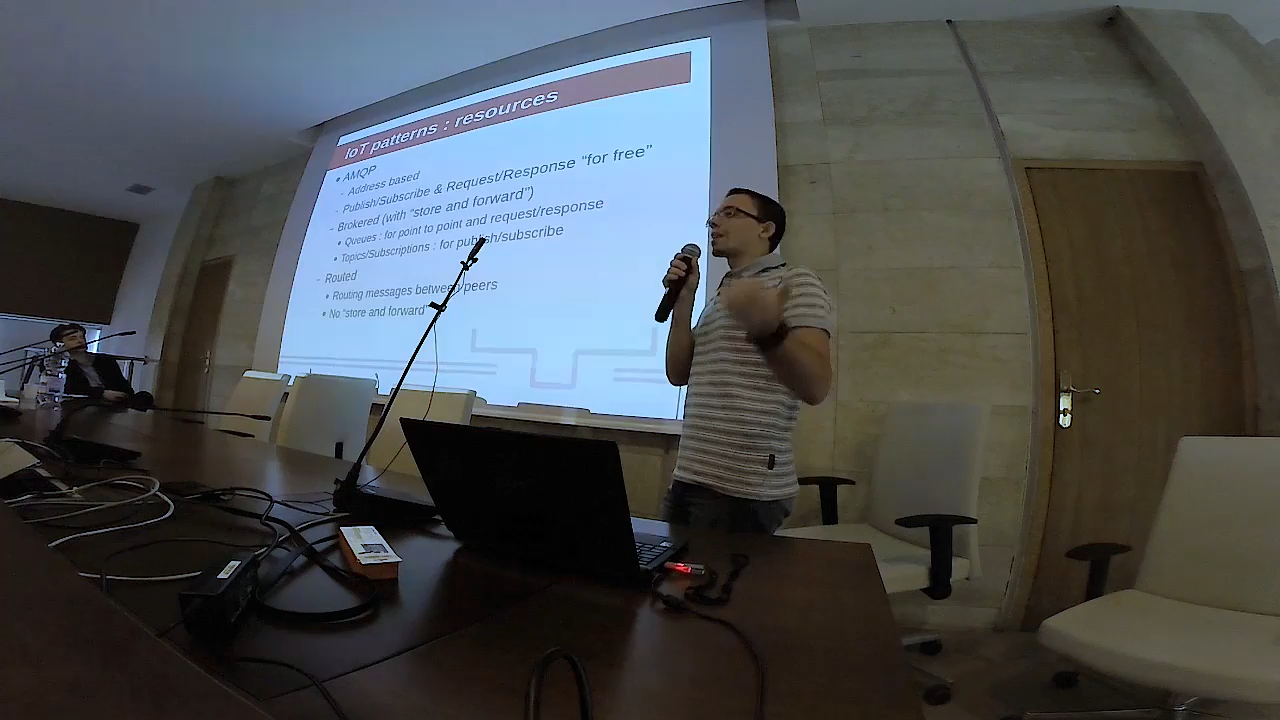 IoT patterns : resources
• AMQP
- Address based
- Publish/Subscribe & Request/Response "for free"
- Brokered (with "store and forward")
• Queues : for point to point and request/response
• Topics/Subscriptions : for publish/subscribe
- Routed
• Routing messages between peers
• No "store and forward"